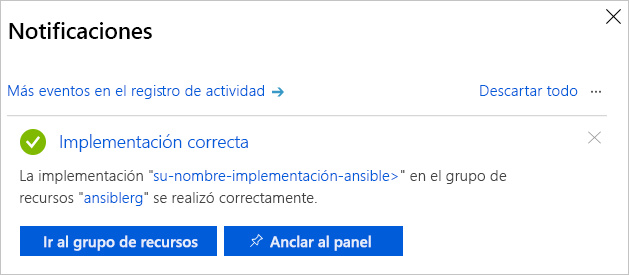 Notificaciones
Más eventos en el registro de actividad
Descartar todo
Implementación correcta
La implementación "su-nombre-implementación-ansible>" en el grupo de
recursos "ansiblerg" se realizó correctamente.
Ir al grupo de recursos
Anclar al panel